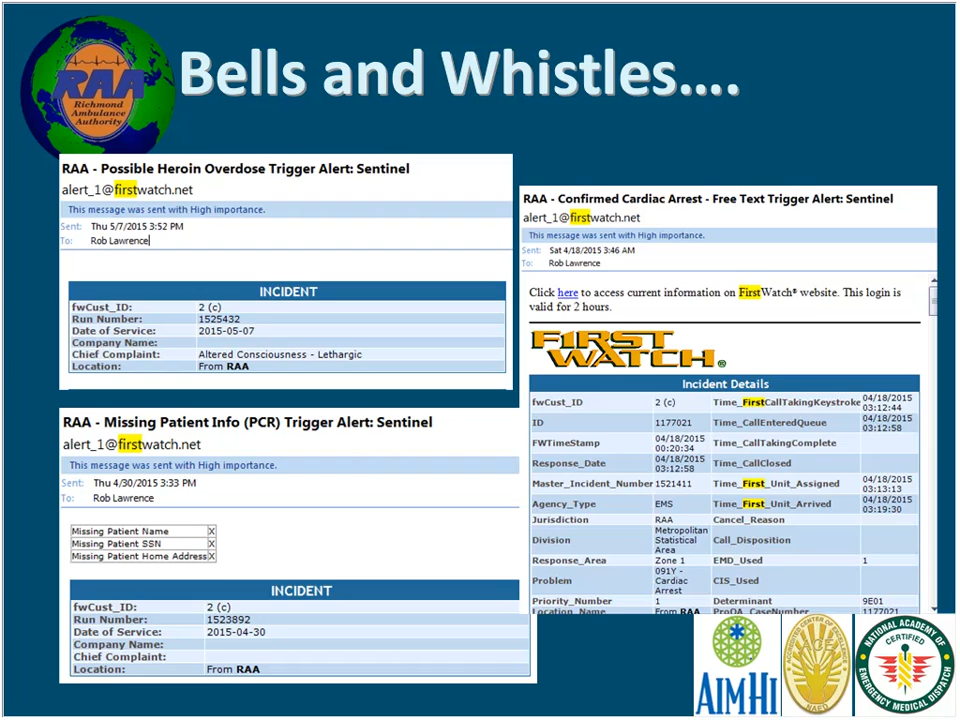 RAA
Richmond
Ambulance
Authority
Bells and Whistles....
RAA - Possible Heroin Overdose Trigger Alert: Sentinel
alert_1@firstwatch.net
This message was sent with High importance.
Sent: Thu 5/7/2015 3:52 PM
To: Rob Lawrence
INCIDENT
fwCust_ID: 2 (c)
Run Number: 1525432
Date of Service: 2015-05-07
Company Name:
Chief Complaint: Altered Consciousness - Lethargic
Location: From RAA
RAA - Missing Patient Info (PCR) Trigger Alert: Sentinel
alert_1@firstwatch.net
This message was sent with High importance.
Sent: Thu 4/30/2015 3:33 PM
To: Rob Lawrence
Missing Patient Name X
Missing Patient SSN X
Missing Patient Home Address X
INCIDENT
fwCust_ID: 2 (c)
Run Number: 1523892
Date of Service: 2015-04-30
Company Name:
Chief Complaint:
Location: From RAA
RAA - Confirmed Cardiac Arrest - Free Text Trigger Alert: Sentinel
alert_1@firstwatch.net
This message was sent with High importance.
Sent: Sat 4/18/2015 3:46 AM
To: Rob Lawrence
Click here to access current information on FirstWatch® website. This login is
valid for 2 hours.
FIRST
WATCH®
Incident Details
fwCust_ID 2 (c) Time_FirstCallTakingKeystroke 04/18/2015 03:12:44
ID 1177021 Time_CallEnteredQueue 04/18/2015 03:12:58
FWTimeStamp 04/18/2015 00:20:34 Time_CallTakingComplete
Response_Date 04/18/2015 03:12:58 Time_CallClosed
Master_Incident_Number 1521411 Time_First_Unit_Assigned 04/18/2015 03:13:13
Agency_Type EMS Time_First_Unit_Arrived 04/18/2015 03:19:30
Jurisdiction RAA Cancel_Reason
Division Metropolitan Statistical Area Call_Disposition
Response_Area Zone 1 EMD_Used 1
Problem 091Y - Cardiac Arrest CIS_Used
Priority_Number 1 Determinant 9E01
Location_Name From RAA ProQA_CaseNumber 1177021
AIMHI
ACCREDITED CENTER OF EXCELLENCE
ACE
NAED
NATIONAL ACADEMY OF
CERTIFIED
EMERGENCY MEDICAL DISPATCH